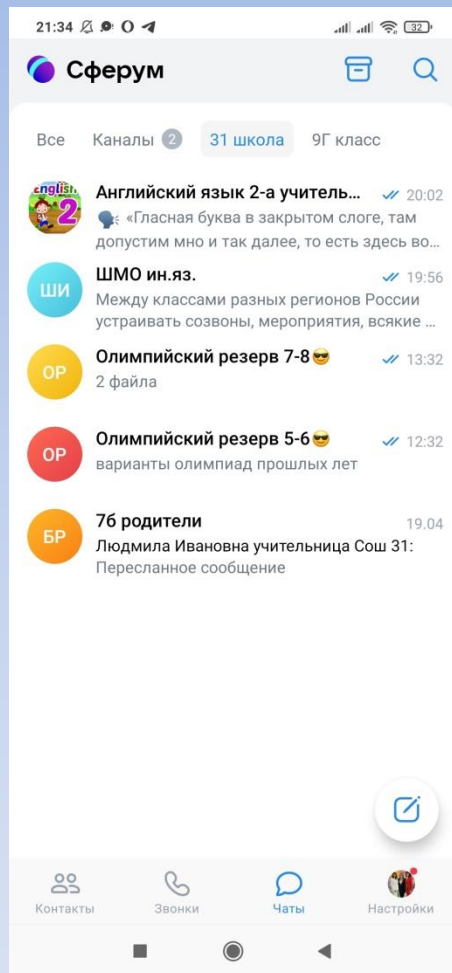 21:34
32
Сферум
Все Каналы 2 31 школа 9Г класс
English
2
Английский язык 2-а учитель... 20:02
«Гласная буква в закрытом слоге, там
допустим мно и так далее, то есть здесь во...
ШИ
ШМО ин.яз. 19:56
Между классами разных регионов России
устраивать созвоны, мероприятия, всякие ...
ОР
Олимпийский резерв 7-8😎 13:32
2 файла
ОР
Олимпийский резерв 5-6😎 12:32
варианты олимпиад прошлых лет
БР
7б родители 19.04
Людмила Ивановна учительница Сош 31:
Пересланное сообщение
Контакты Звонки Чаты Настройки